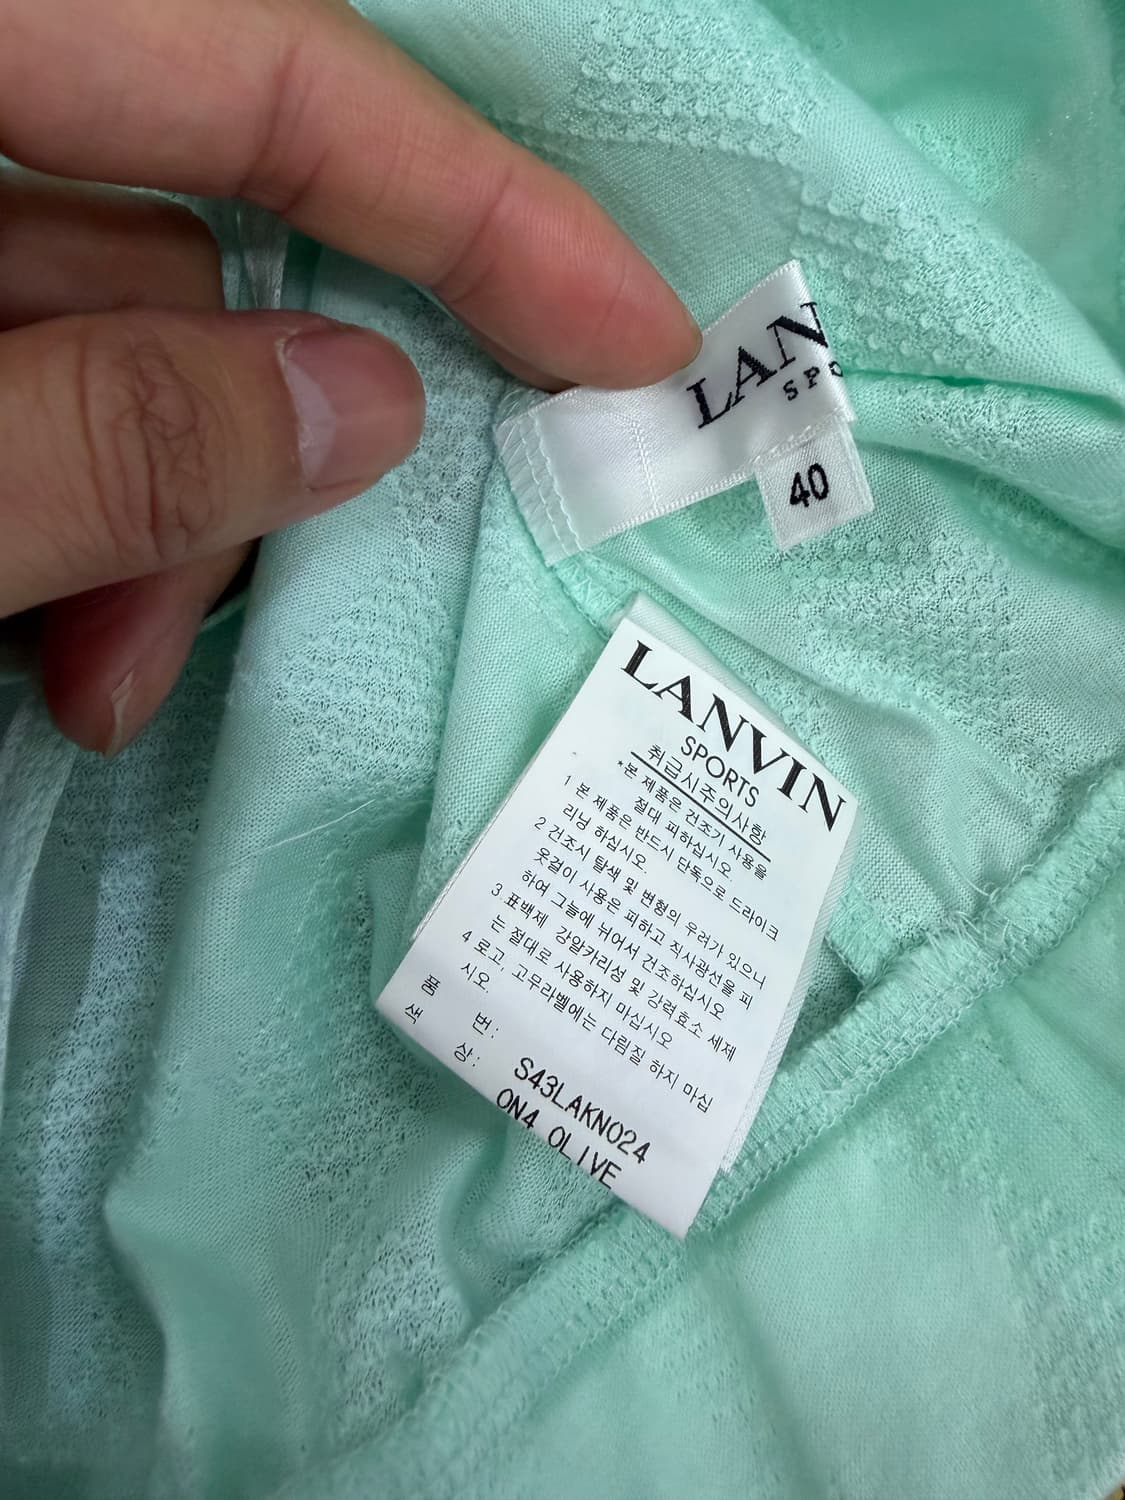 LANV
SPO
40
LANVIN
SPORTS
취급시주의사항
*본 제품은 건조기 사용을
절대 피하십시오
1 본 제품은 반드시 단독으로 드라이크
리닝 하십시오.
2 건조시 탈색 및 변형의 우려가 있으니
옷걸이 사용은 피하고 직사광선을 피
하여 그늘에 뉘어서 건조하십시오
3 표백제 강알카리성 및 강력효소 세제
는 절대로 사용하지 마십시오
4 로고, 고무라벨에는 다림질 하지 마십
시오.
품 번: S43LAKN024
색 상: ON4 OLIVE